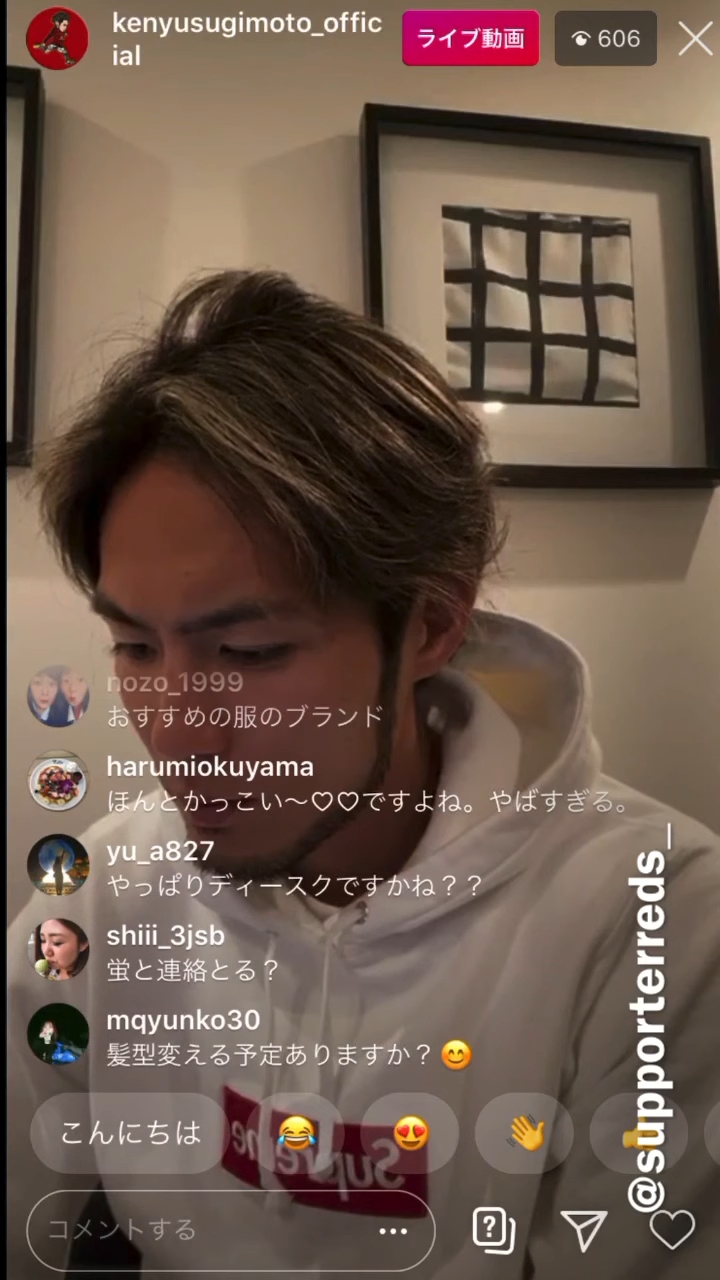 kenyusugimoto_offic
ial
ライブ動画
606
nozo_1999
おすすめの服のブランド
harumiokuyama
ほんとかっこい〜♡♡ですよね。やばすぎる。
yu_a827
やっぱりディースクですかね？？
shiii_3jsb
蛍と連絡とる？
mqyunko30
髪型変える予定ありますか？😊
こんにちは 😂 😍 👋
Supreme
コメントする
@supporterreds_